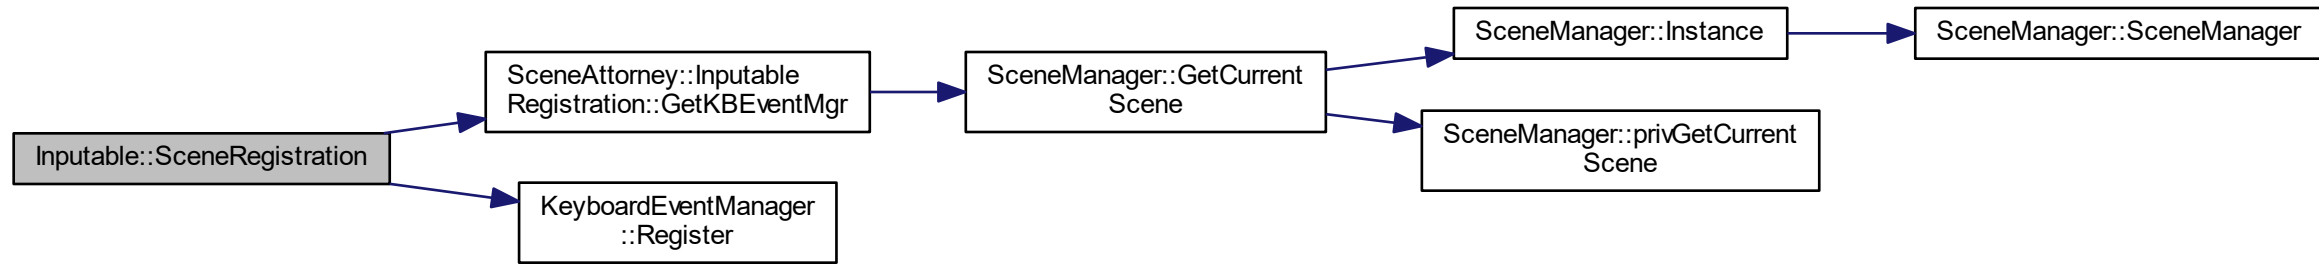 Inputable::SceneRegistration
SceneAttorney::Inputable
Registration::GetKBEventMgr
KeyboardEventManager
::Register
SceneManager::GetCurrent
Scene
SceneManager::Instance
SceneManager::privGetCurrent
Scene
SceneManager::SceneManager